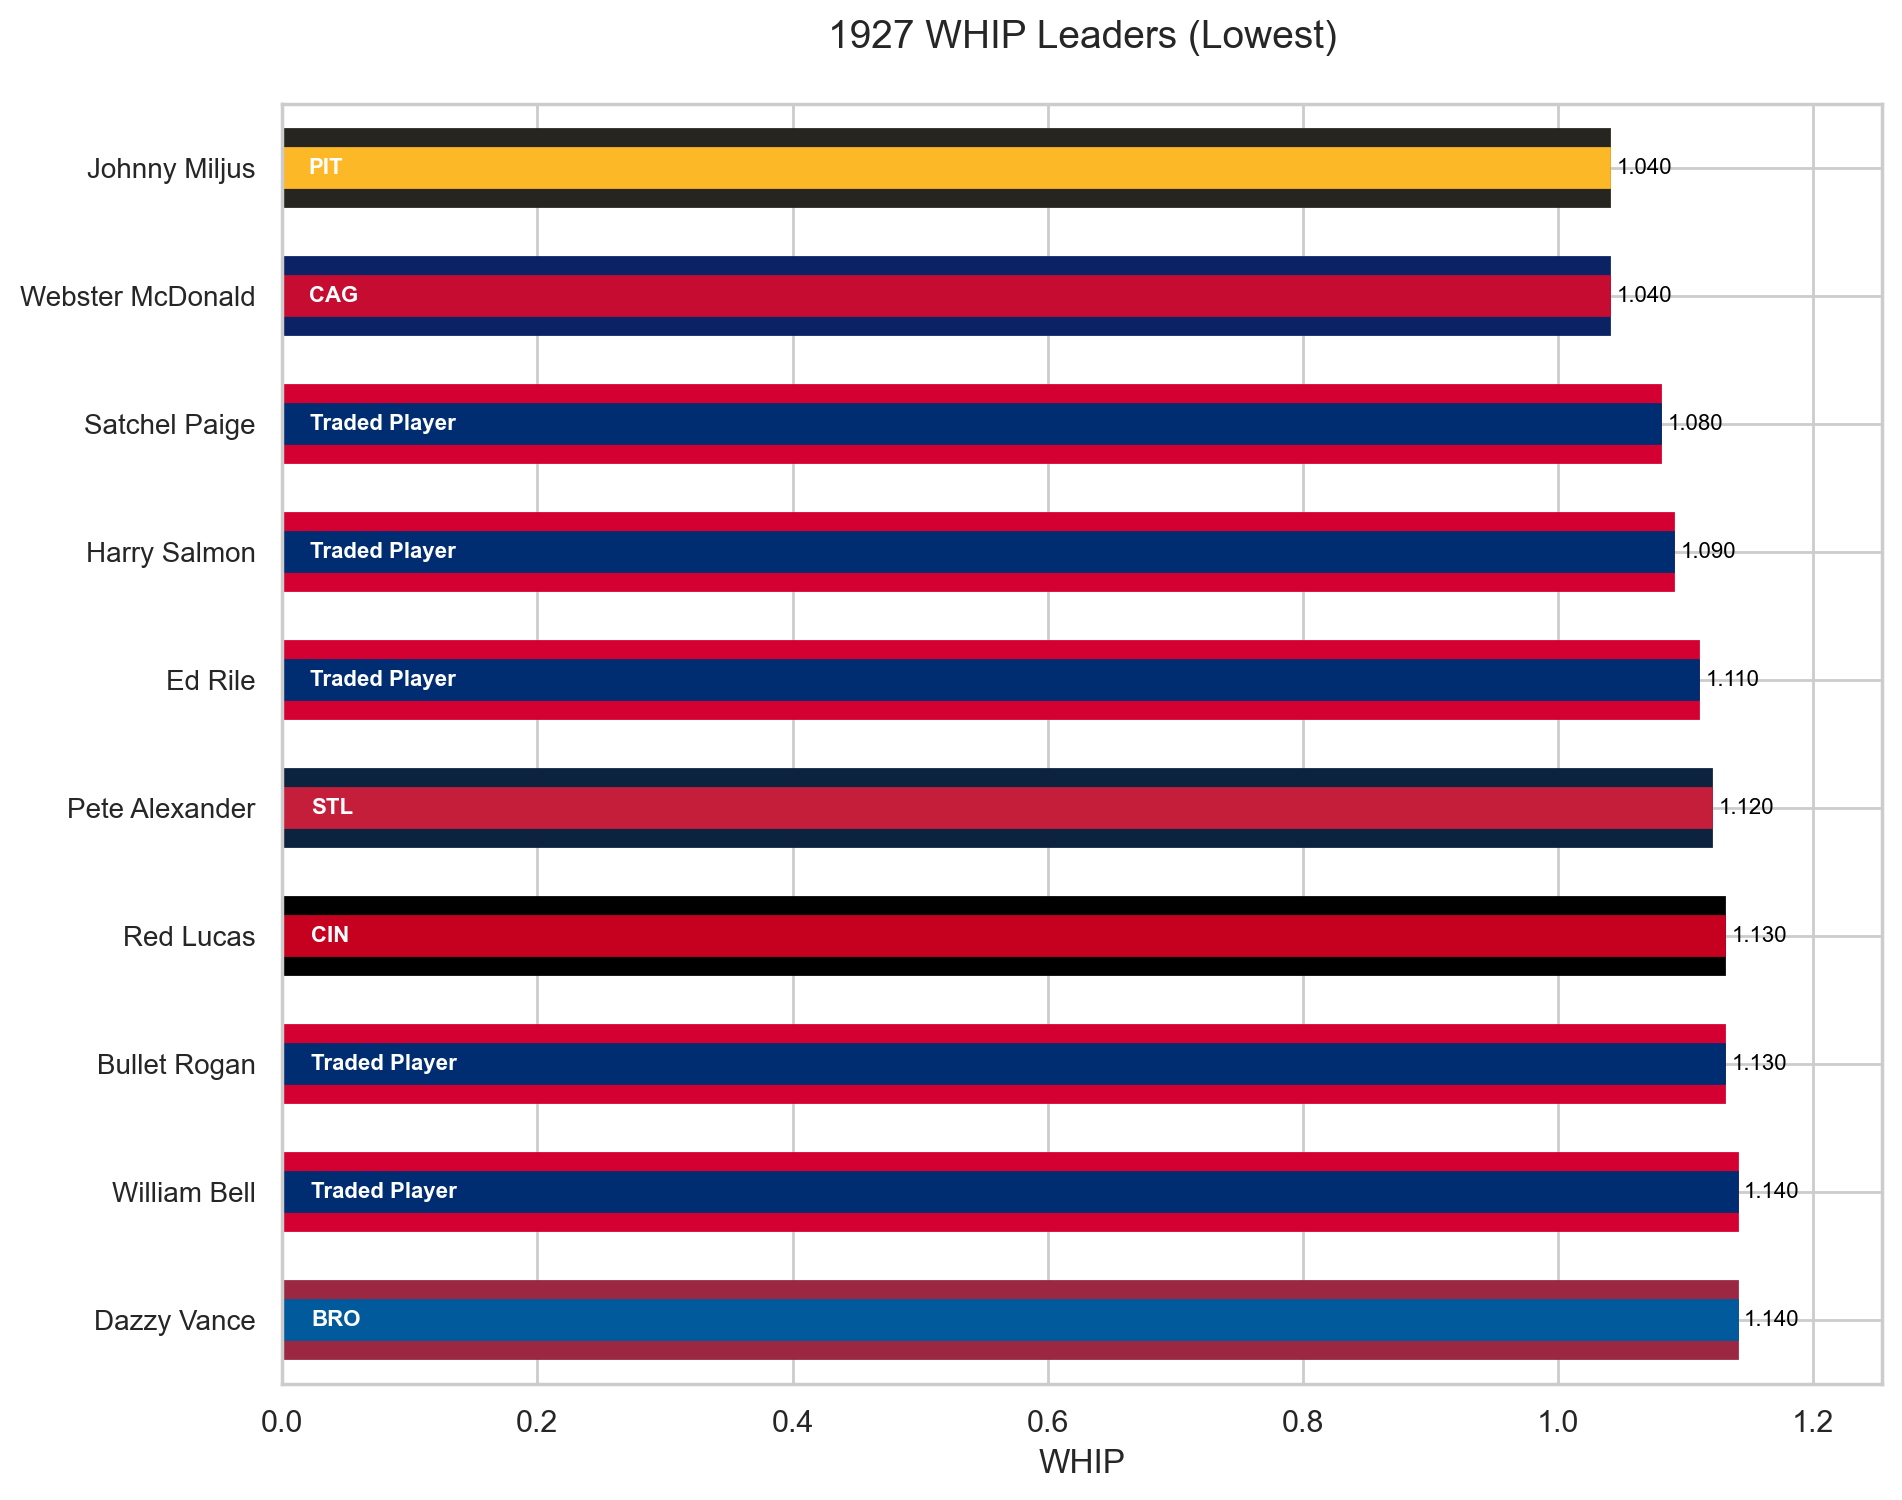 1927 WHIP Leaders (Lowest)
Johnny Miljus PIT 1.040
Webster McDonald CAG 1.040
Satchel Paige Traded Player 1.080
Harry Salmon Traded Player 1.090
Ed Rile Traded Player 1.110
Pete Alexander STL 1.120
Red Lucas CIN 1.130
Bullet Rogan Traded Player 1.130
William Bell Traded Player 1.140
Dazzy Vance BRO 1.140
0.0 0.2 0.4 0.6 0.8 1.0 1.2
WHIP